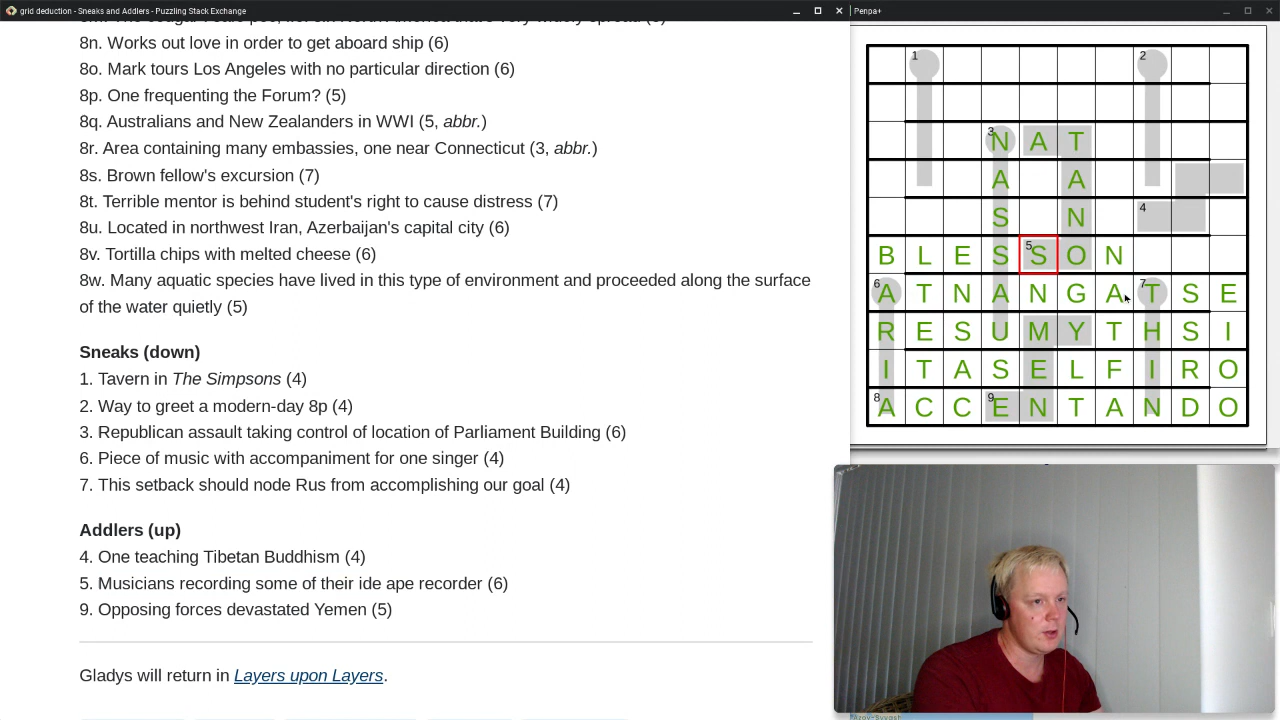 grid deduction - Sneaks and Addlers - Puzzling Stack Exchange
Penpa+
8n. Works out love in order to get aboard ship (6)
8o. Mark tours Los Angeles with no particular direction (6)
8p. One frequenting the Forum? (5)
8q. Australians and New Zealanders in WWI (5, abbr.)
8r. Area containing many embassies, one near Connecticut (3, abbr.)
8s. Brown fellow's excursion (7)
8t. Terrible mentor is behind student's right to cause distress (7)
8u. Located in northwest Iran, Azerbaijan's capital city (6)
8v. Tortilla chips with melted cheese (6)
8w. Many aquatic species have lived in this type of environment and proceeded along the surface
of the water quietly (5)
Sneaks (down)
1. Tavern in The Simpsons (4)
2. Way to greet a modern-day 8p (4)
3. Republican assault taking control of location of Parliament Building (6)
6. Piece of music with accompaniment for one singer (4)
7. This setback should node Rus from accomplishing our goal (4)
Addlers (up)
4. One teaching Tibetan Buddhism (4)
5. Musicians recording some of their ide ape recorder (6)
9. Opposing forces devastated Yemen (5)
Gladys will return in Layers upon Layers.
1 2
3 N A T
A A
S N 4
B L E S 5 S O N
6 A T N A N G A 7 T S E
R E S U M Y T H S I
I T A S E L F I R O
8 A C C 9 E N T A N D O